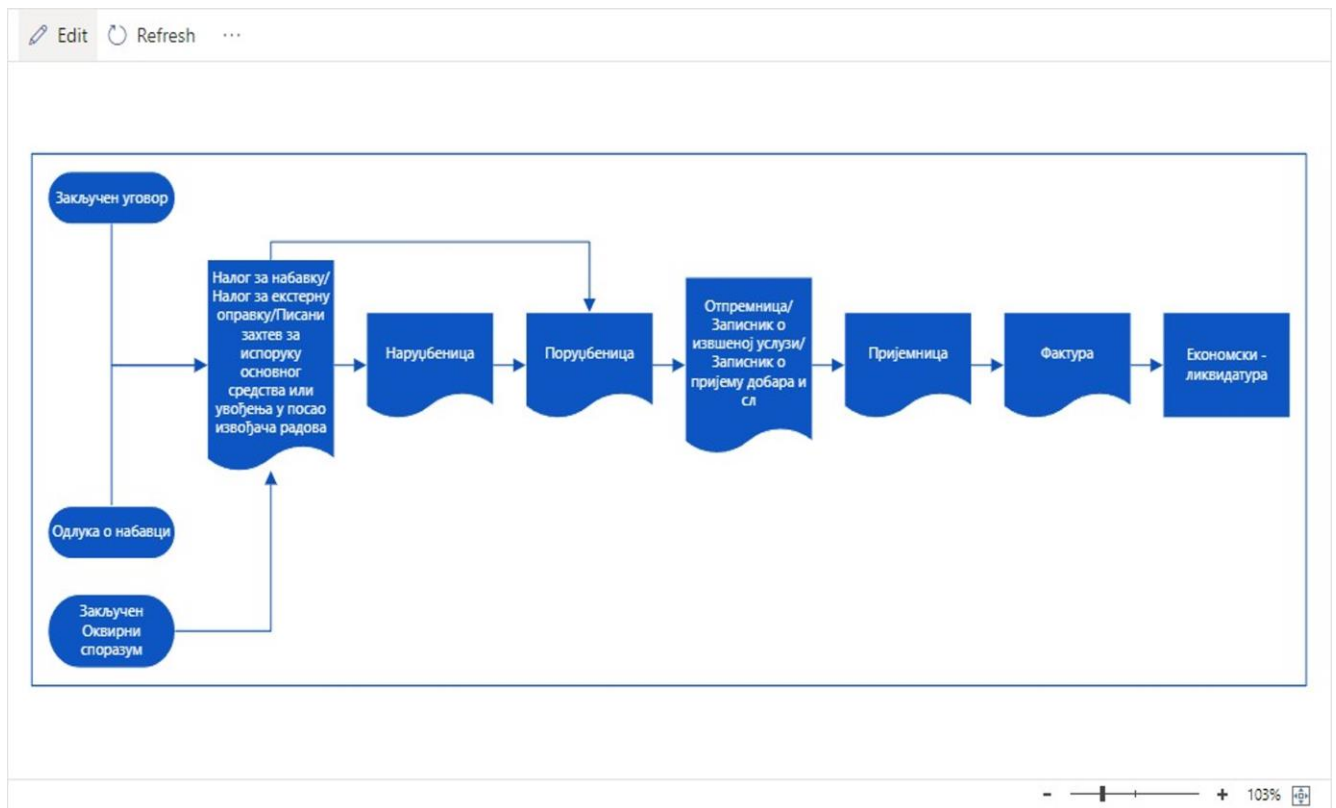 Edit Refresh ...
Закључен уговор
Налог за набавку/
Налог за екстерну
оправку/Писани
захтев за
испоруку
основног
средства или
увођења у посао
извођача радова
Наруџбеница
Поруџбеница
Отпремница/
Записник о
извшеној услузи/
Записник о
пријему добара и
сл
Пријемница
Фактура
Економски -
ликвидатура
Одлука о набавци
Закључен
Оквирни
споразум
- + 103%